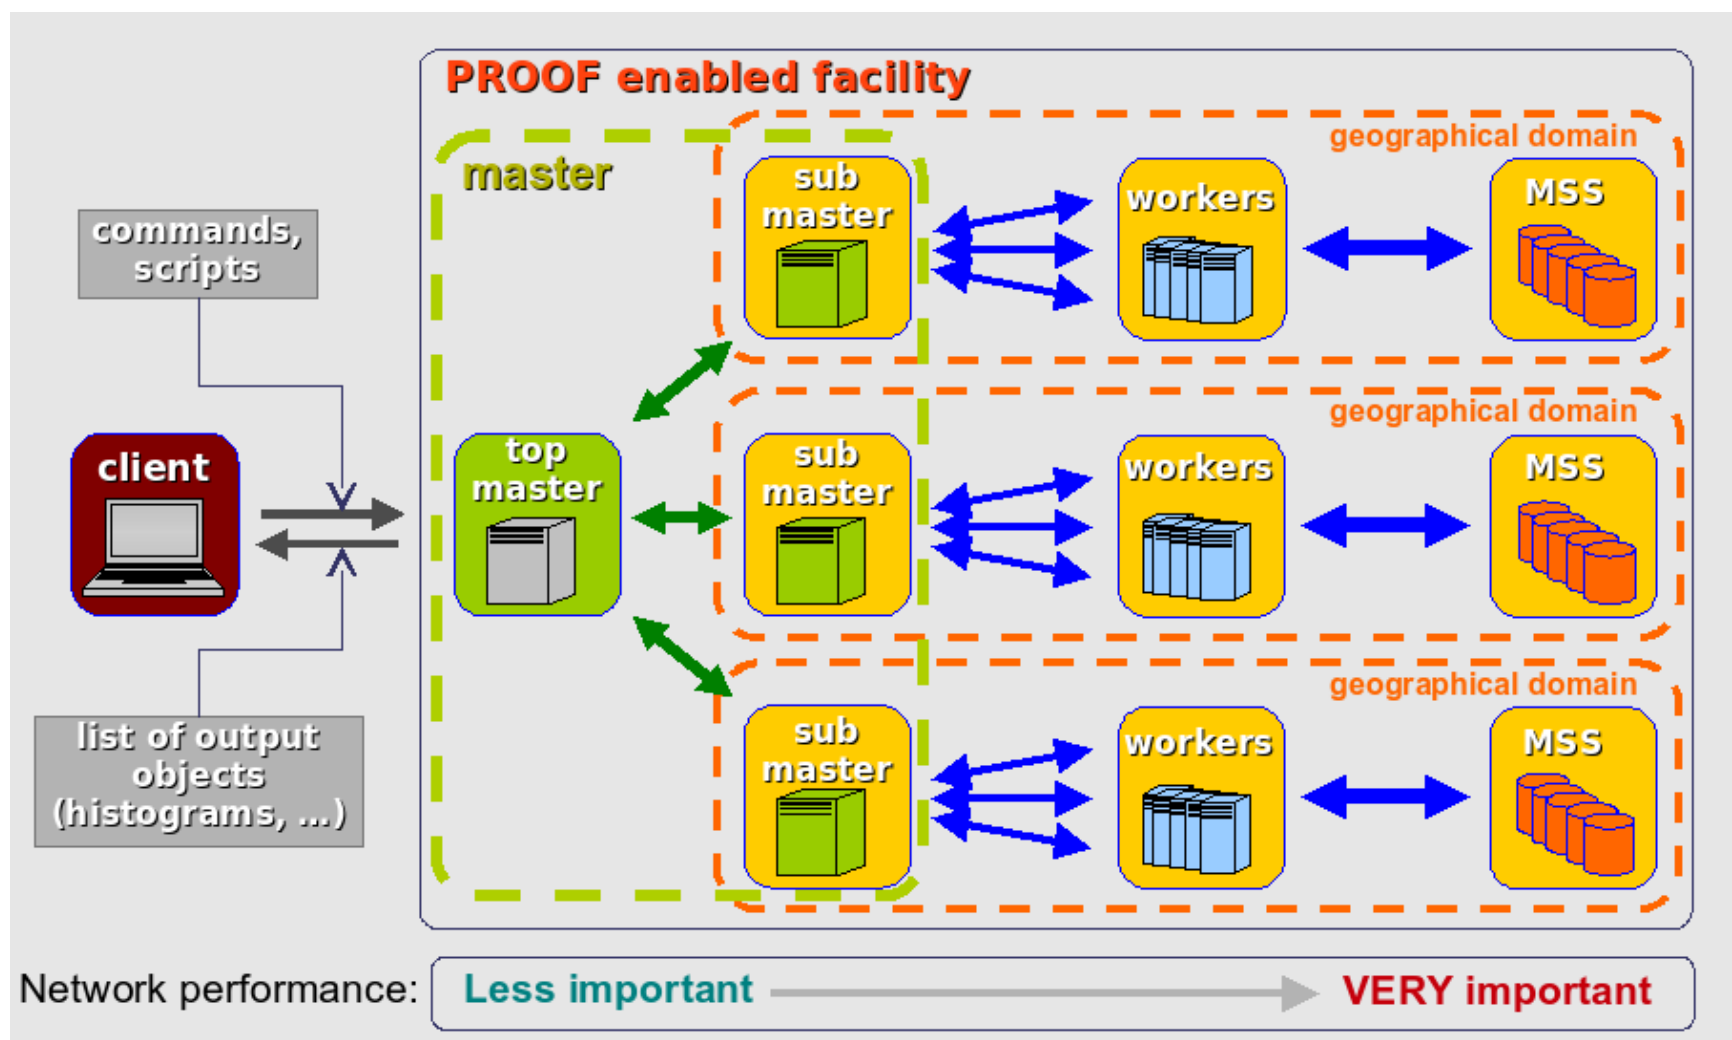 PROOF enabled facility
geographical domain
master
sub
master
workers
MSS
commands,
scripts
geographical domain
client
top
master
sub
master
workers
MSS
geographical domain
list of output
objects
(histograms, ...)
sub
master
workers
MSS
Network performance:
Less important
VERY important